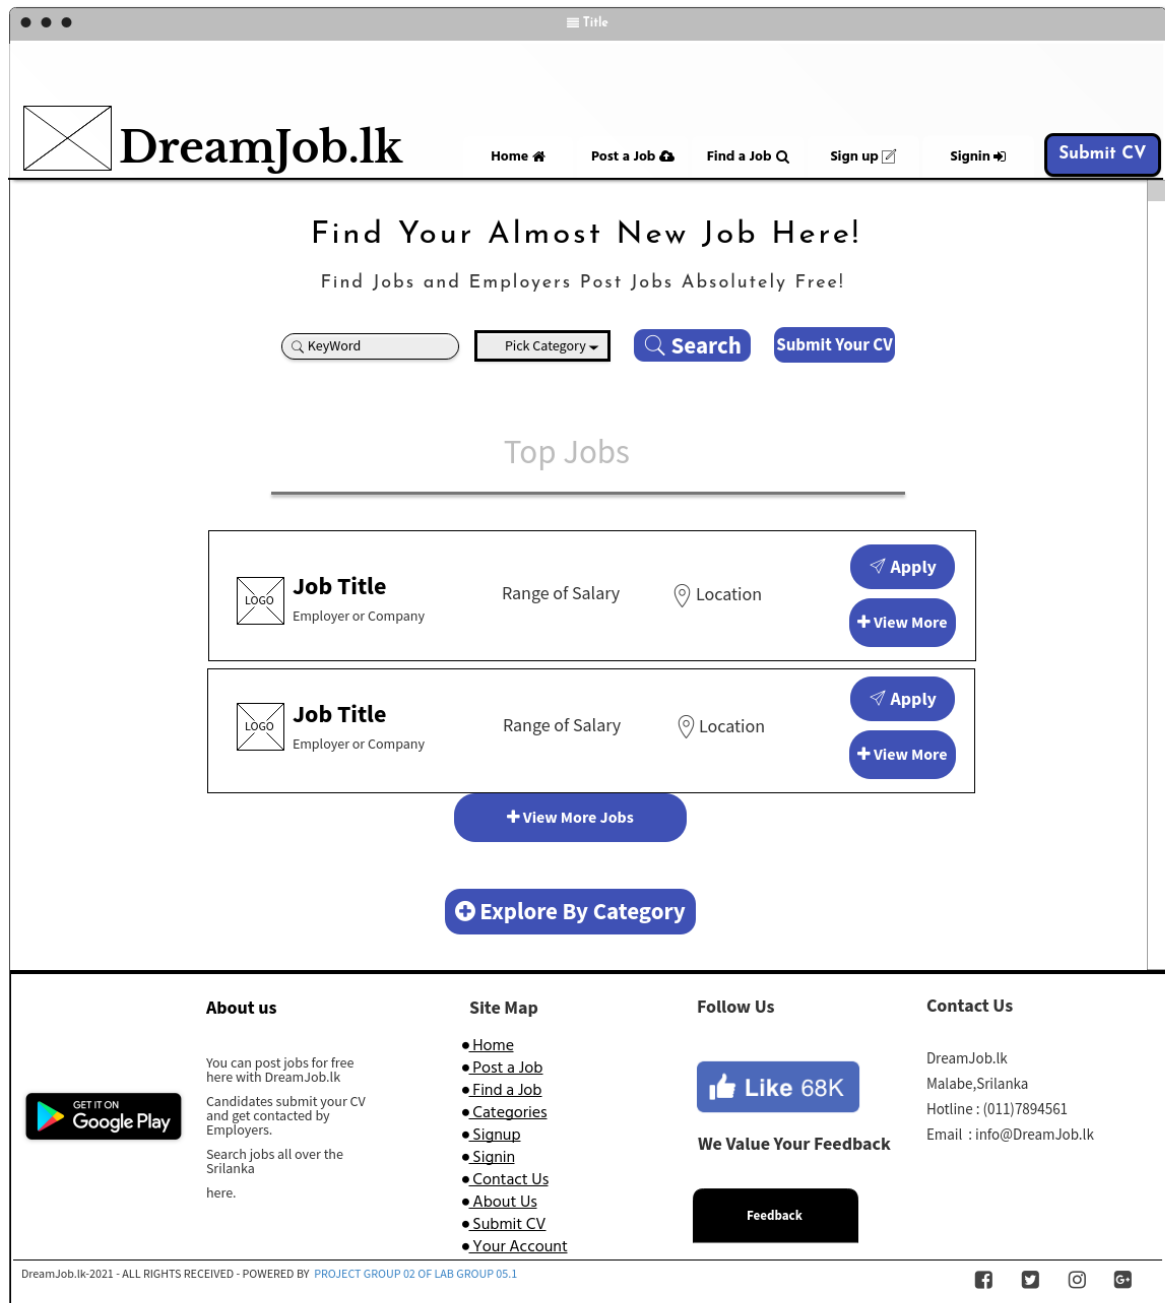 Title
DreamJob.lk
Home
Post a Job
Find a Job
Sign up
Signin
Submit CV
Find Your Almost New Job Here!
Find Jobs and Employers Post Jobs Absolutely Free!
KeyWord
Pick Category
Search
Submit Your CV
Top Jobs
LOGO
Job Title
Employer or Company
Range of Salary
Location
Apply
View More
LOGO
Job Title
Employer or Company
Range of Salary
Location
Apply
View More
View More Jobs
Explore By Category
GET IT ON
Google Play
About us
You can post jobs for free
here with DreamJob.lk
Candidates submit your CV
and get contacted by
Employers.
Search jobs all over the
Srilanka
here.
Site Map
Home
Post a Job
Find a Job
Categories
Signup
Signin
Contact Us
About Us
Submit CV
Your Account
Follow Us
Like 68K
We Value Your Feedback
Feedback
Contact Us
DreamJob.lk
Malabe,Srilanka
Hotline : (011)7894561
Email : info@DreamJob.lk
DreamJob.lk-2021 - ALL RIGHTS RECEIVED - POWERED BY PROJECT GROUP 02 OF LAB GROUP 05.1